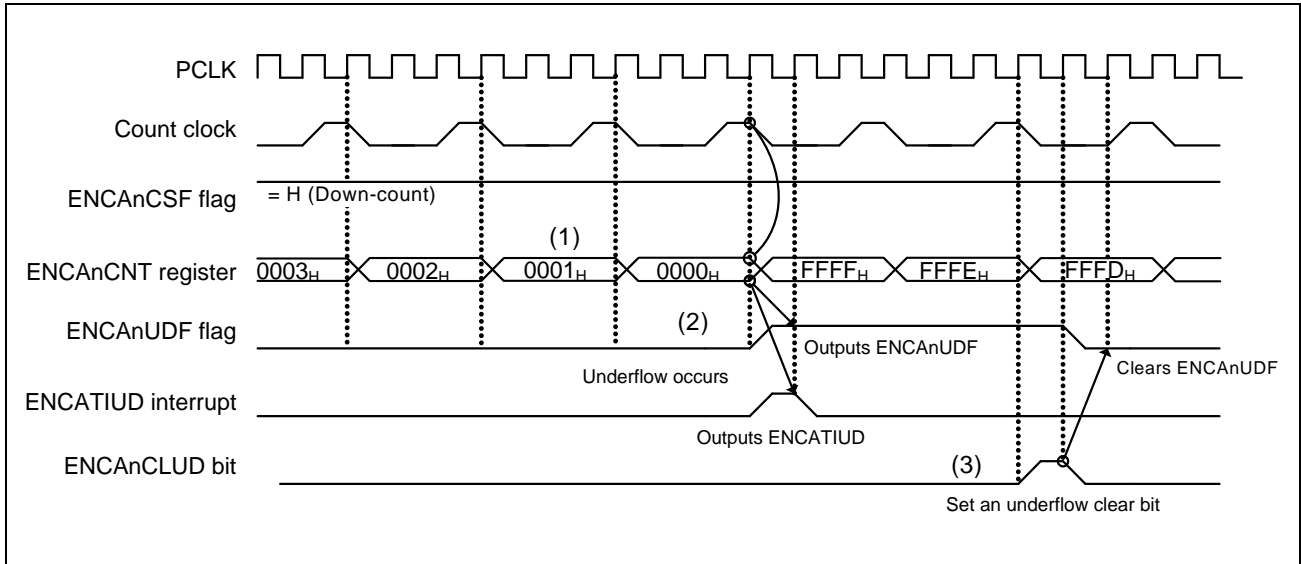 PCLK
Count clock
ENCAnCSF flag
= H (Down-count)
(1)
ENCAnCNT register
0003H
0002H
0001H
0000H
FFFFH
FFFEH
FFFDH
(2)
ENCAnUDF flag
Outputs ENCAnUDF
Clears ENCAnUDF
Underflow occurs
ENCATIUD interrupt
Outputs ENCATIUD
ENCAnCLUD bit
(3)
Set an underflow clear bit